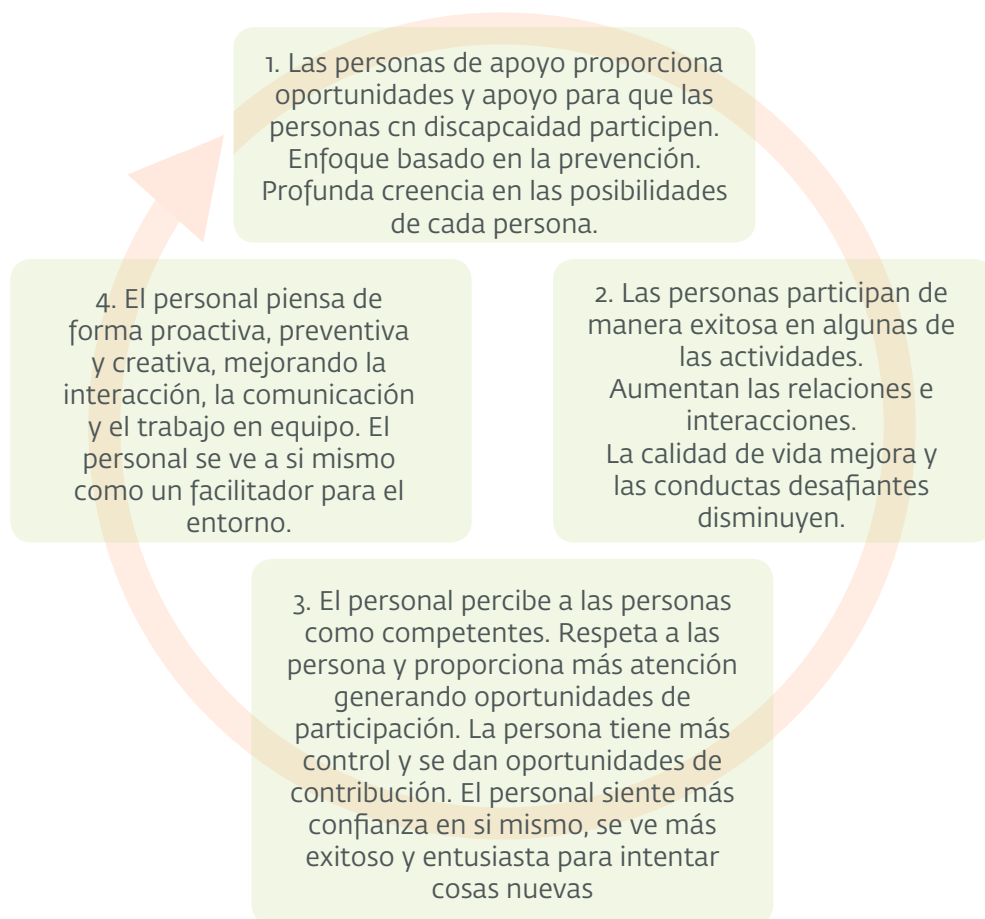 1. Las personas de apoyo proporciona
oportunidades y apoyo para que las
personas cn discapcaidad participen.
Enfoque basado en la prevención.
Profunda creencia en las posibilidades
de cada persona.
2. Las personas participan de
manera exitosa en algunas de
las actividades.
Aumentan las relaciones e
interacciones.
La calidad de vida mejora y
las conductas desafiantes
disminuyen.
3. El personal percibe a las personas
como competentes. Respeta a las
persona y proporciona más atención
generando oportunidades de
participación. La persona tiene más
control y se dan oportunidades de
contribución. El personal siente más
confianza en si mismo, se ve más
exitoso y entusiasta para intentar
cosas nuevas
4. El personal piensa de
forma proactiva, preventiva
y creativa, mejorando la
interacción, la comunicación
y el trabajo en equipo. El
personal se ve a si mismo
como un facilitador para el
entorno.